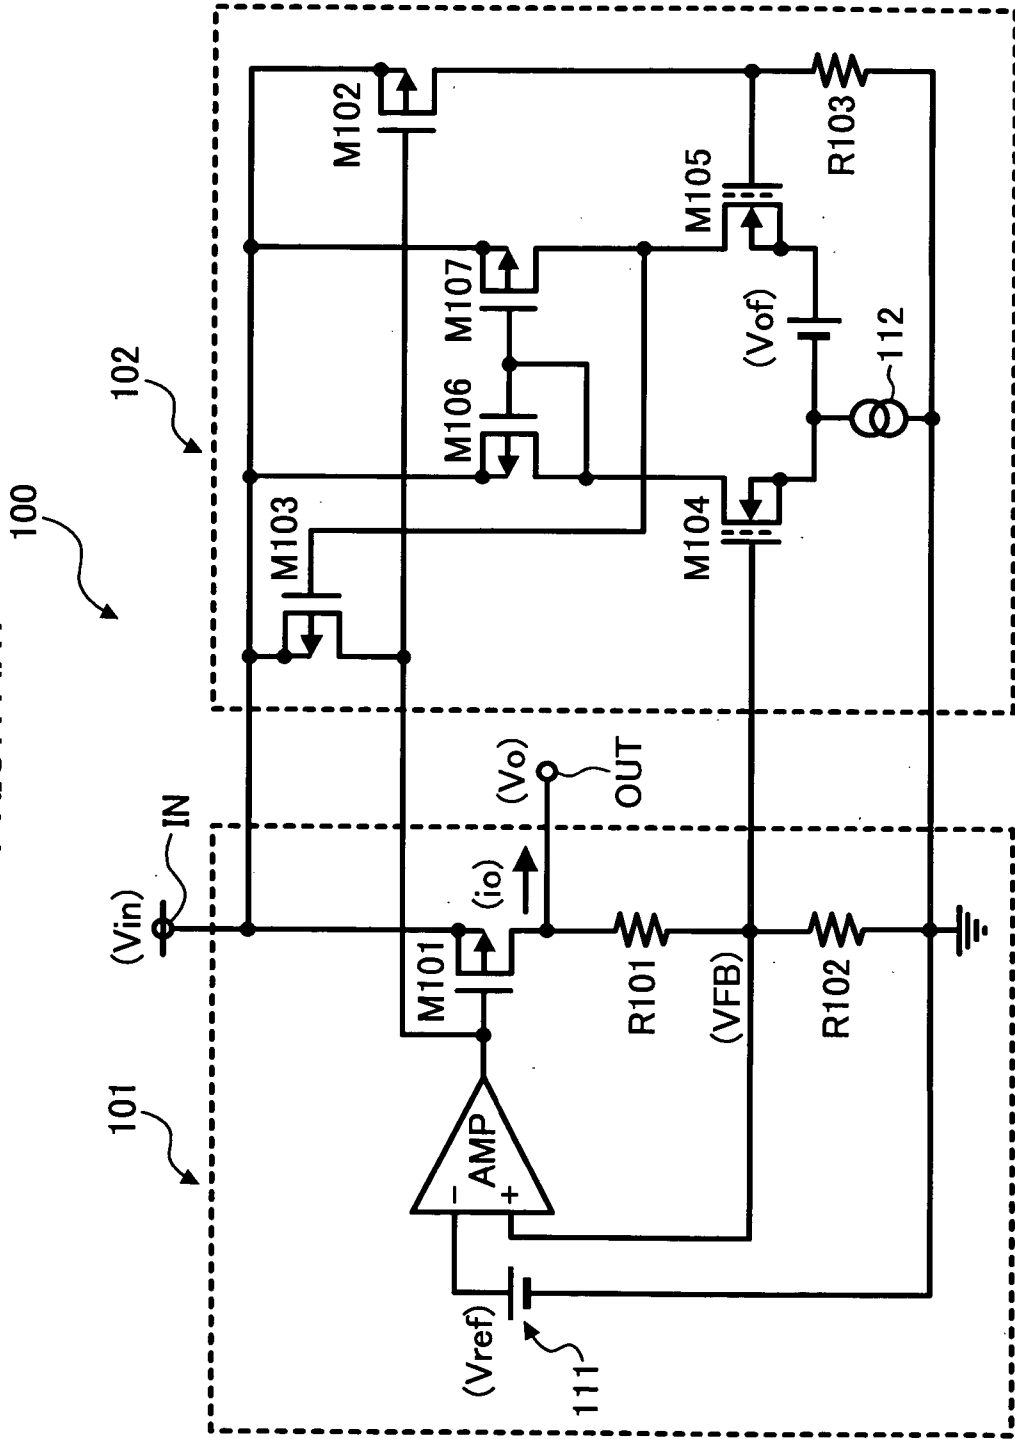 100
101
102
(Vin)
IN
M101
(io)
(Vo)
OUT
AMP
−
+
(Vref)
111
R101
(VFB)
R102
M103
M102
M106
M107
M104
M105
(Vof)
112
R103